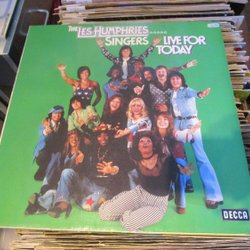 THE LES HUMPHRIES.....
SINGERS LIVE FOR
TODAY
DECCA